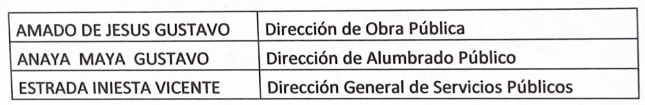 AMADO DE JESUS GUSTAVO Dirección de Obra Pública
ANAYA MAYA GUSTAVO Dirección de Alumbrado Público
ESTRADA INIESTA VICENTE Dirección General de Servicios Públicos